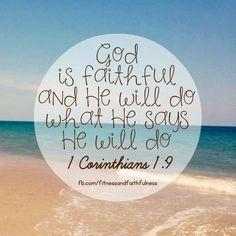 God
is faithful
and He will do
what He says
He will do
1 Corinthians 1:9
fb.com/fitnessandfaithfulness